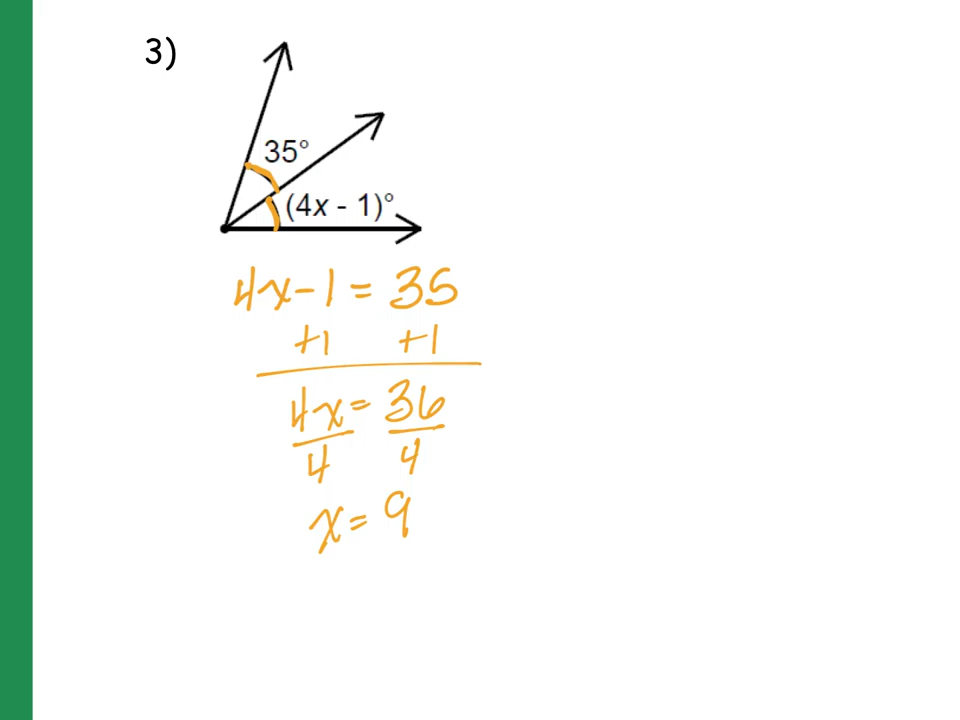 3)
35°
(4x - 1)°
4x-1 = 35
+1 +1
4x = 36
4 4
x = 9